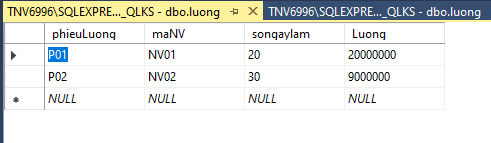 TNV6996\SQLEXPRE..._QLKS - dbo.luong
TNV6996\SQLEXPRE..._QLKS - dbo.luong
phieuLuong maNV songaylam Luong
P01 NV01 20 20000000
P02 NV02 30 9000000
NULL NULL NULL NULL